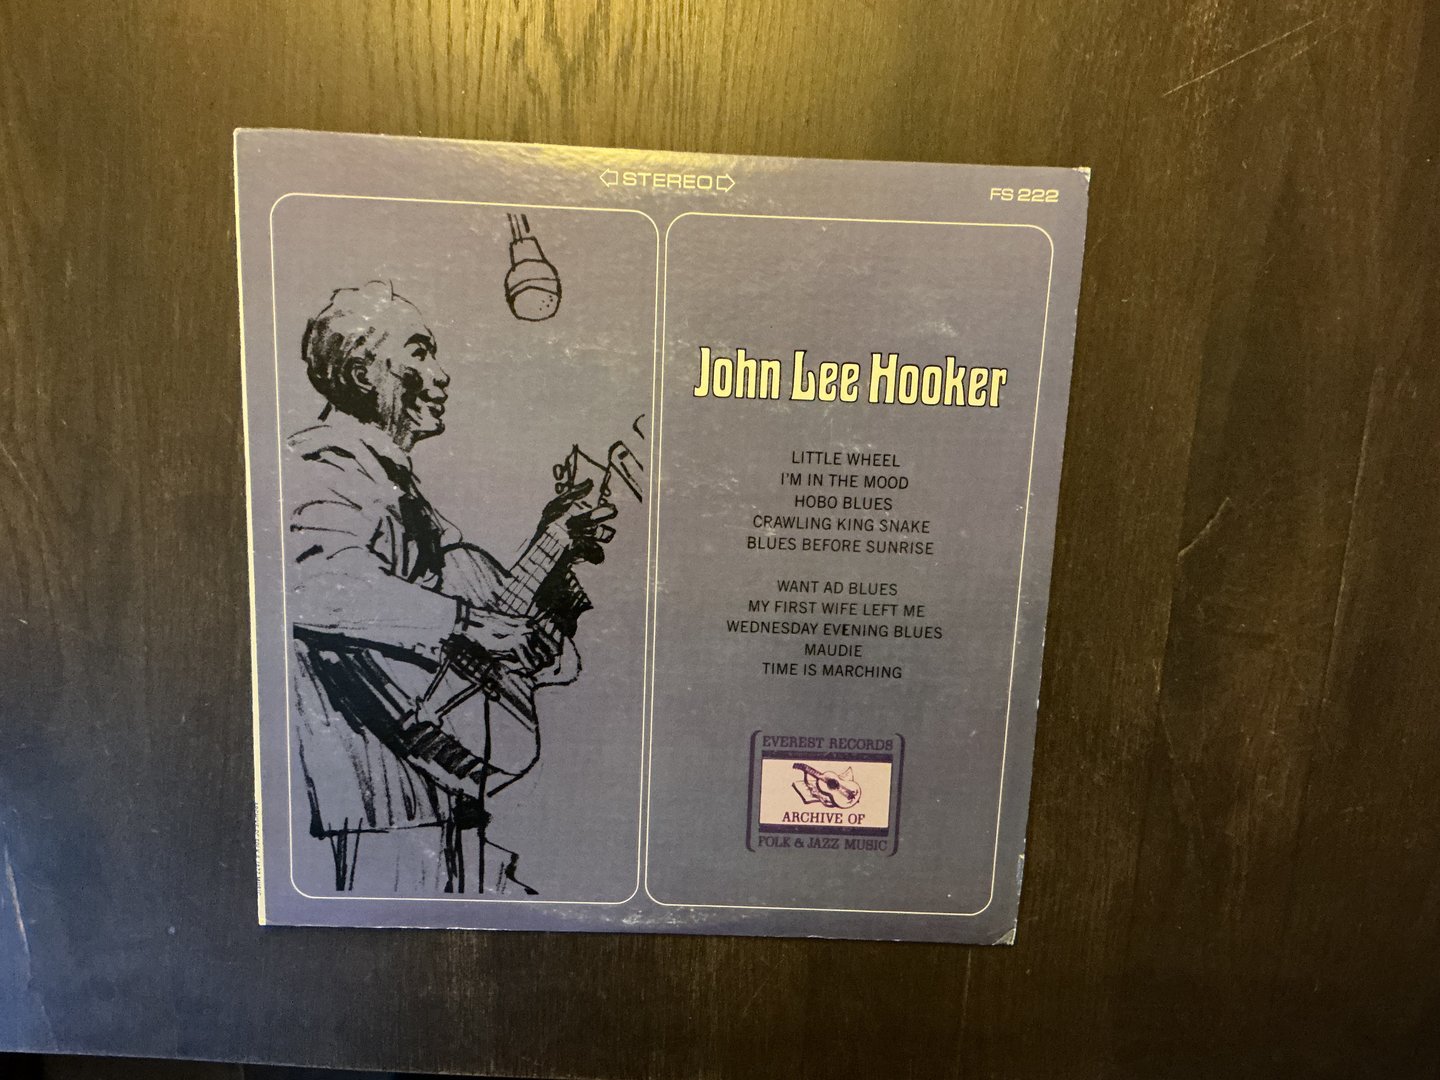 STEREO
FS 222
John Lee Hooker
LITTLE WHEEL
I'M IN THE MOOD
HOBO BLUES
CRAWLING KING SNAKE
BLUES BEFORE SUNRISE
WANT AD BLUES
MY FIRST WIFE LEFT ME
WEDNESDAY EVENING BLUES
MAUDIE
TIME IS MARCHING
EVEREST RECORDS
ARCHIVE OF
FOLK & JAZZ MUSIC